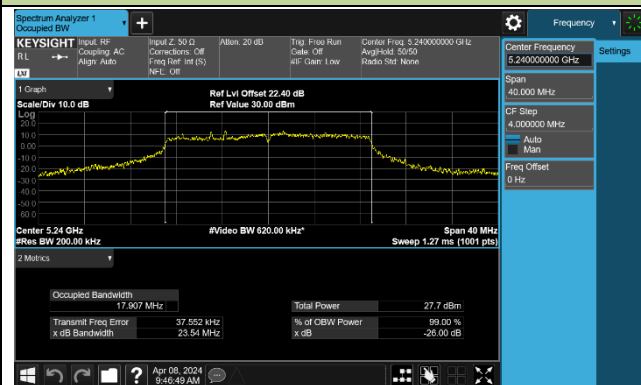 Spectrum Analyzer 1
Occupied BW
Frequency
KEYSIGHT
RL
LXI
Input: RF
Coupling: AC
Align: Auto
Input Z: 50 Ω
Corrections: Off
Freq Ref: Int (S)
NFE: Off
Atten: 20 dB
Trig: Free Run
Gate: Off
#IF Gain: Low
Center Freq: 5.240000000 GHz
Avg|Hold: 50/50
Radio Std: None
Center Frequency
5.240000000 GHz
Settings
Span
40.000 MHz
CF Step
4.000000 MHz
Auto
Man
Freq Offset
0 Hz
1 Graph
Scale/Div 10.0 dB
Ref Lvl Offset 22.40 dB
Ref Value 30.00 dBm
Log
20.0
10.0
0.00
-10.0
-20.0
-30.0
-40.0
-50.0
-60.0
Center 5.24 GHz
#Res BW 200.00 kHz
#Video BW 620.00 kHz*
Span 40 MHz
Sweep 1.27 ms (1001 pts)
2 Metrics
Occupied Bandwidth
17.907 MHz
Total Power 27.7 dBm
Transmit Freq Error 37.552 kHz
% of OBW Power 99.00 %
x dB Bandwidth 23.54 MHz
x dB -26.00 dB
Apr 08, 2024
9:46:49 AM